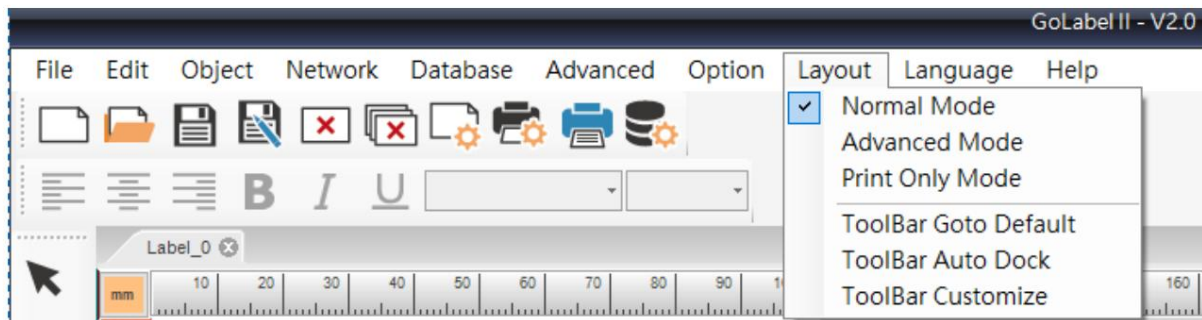 GoLabel II - V2.0
File Edit Object Network Database Advanced Option Layout Language Help
Normal Mode
Advanced Mode
Print Only Mode
ToolBar Goto Default
ToolBar Auto Dock
ToolBar Customize
B I U
Label_0
mm 10 20 30 40 50 60 70 80 90 160